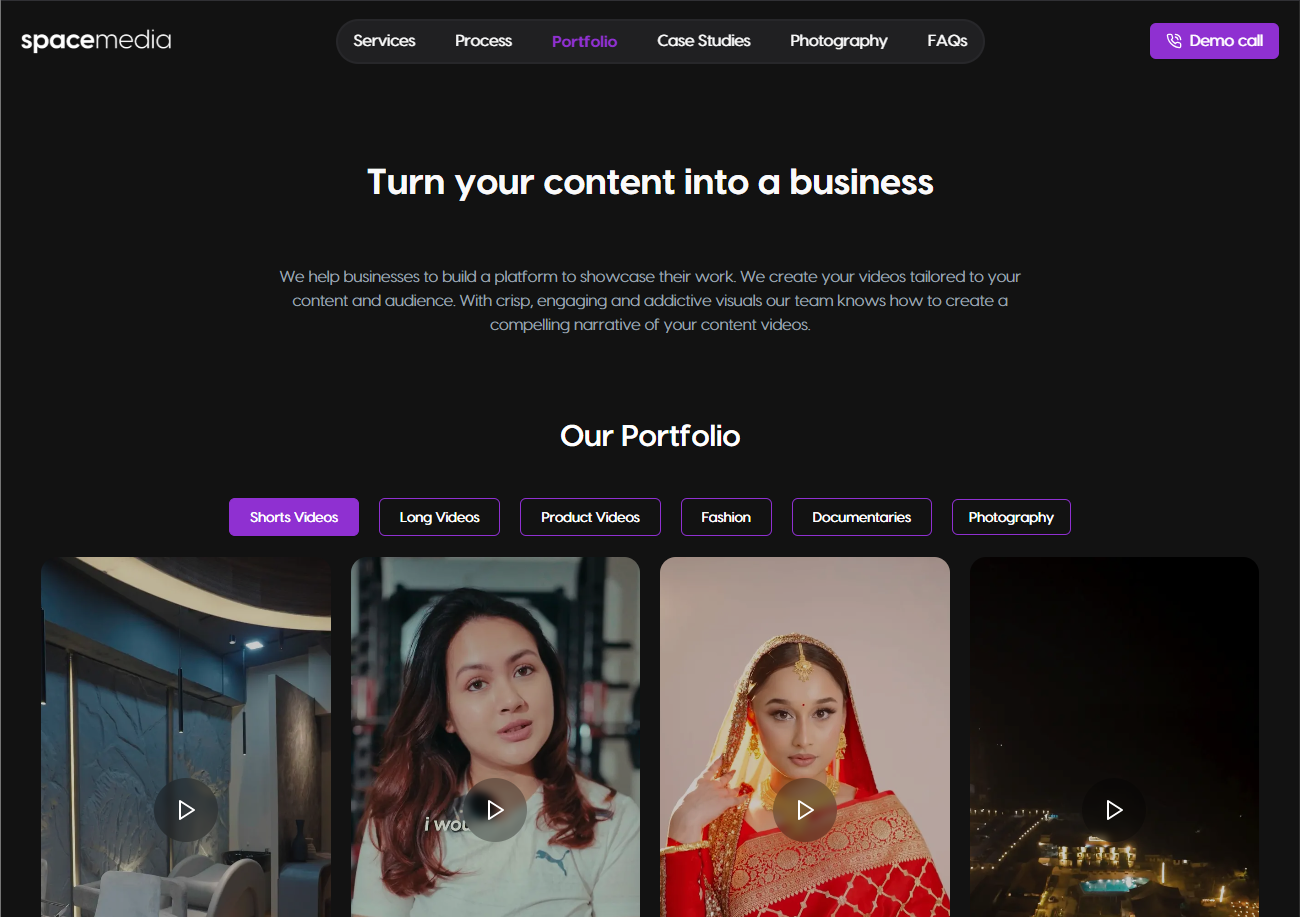 spacemedia
Services Process Portfolio Case Studies Photography FAQs
Demo call
Turn your content into a business
We help businesses to build a platform to showcase their work. We create your videos tailored to your
content and audience. With crisp, engaging and addictive visuals our team knows how to create a
compelling narrative of your content videos.
Our Portfolio
Shorts Videos Long Videos Product Videos Fashion Documentaries Photography
i